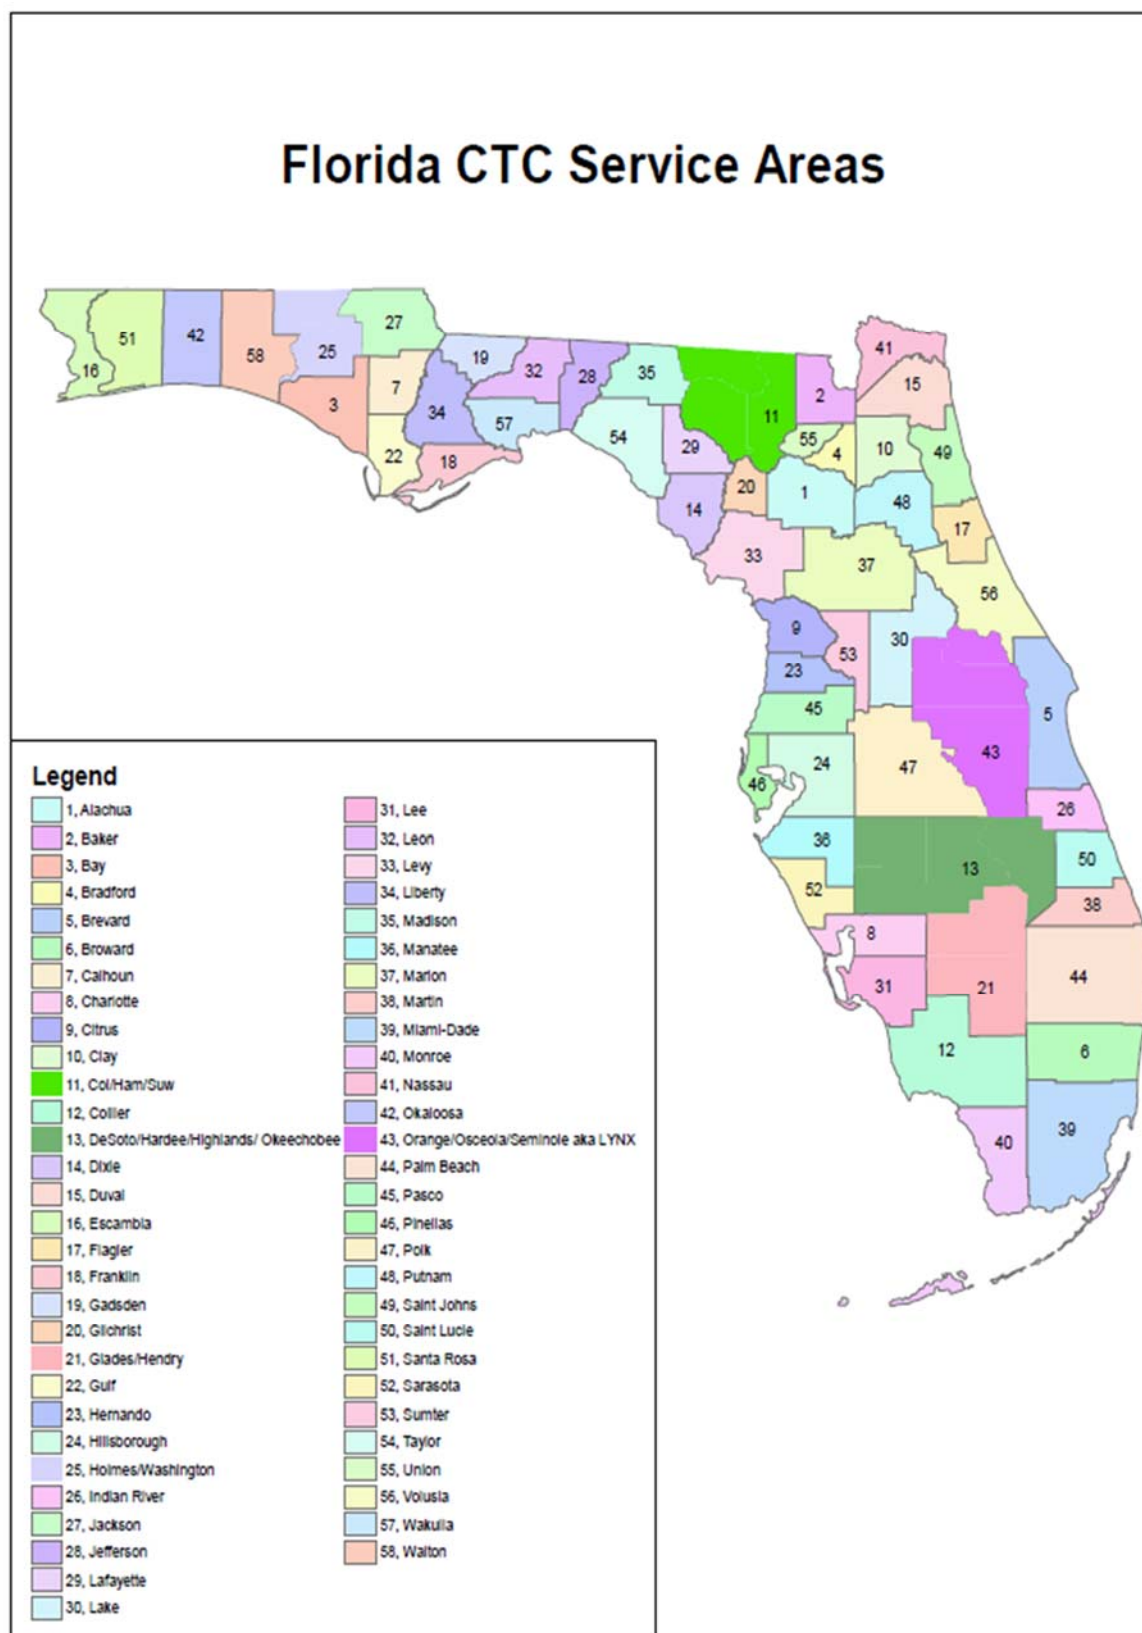 Florida CTC Service Areas
41
27
42
51
19
25
58
16
32
28
35
15
7
2
3
34
11
57
54
55
29
10
4
49
22
18
20
1
48
14
17
33
37
56
9
30
53
23
45
5
43
24
47
46
26
36
50
13
52
38
8
44
31
21
12
6
39
40
Legend
1, Alachua
2, Baker
3, Bay
4, Bradford
5, Brevard
6, Broward
7, Calhoun
8, Charlotte
9, Citrus
10, Clay
11, Col/Ham/Suw
12, Collier
13, DeSoto/Hardee/Highlands/ Okeechobee
14, Dixie
15, Duval
16, Escambia
17, Flagler
18, Franklin
19, Gadsden
20, Gilchrist
21, Glades/Hendry
22, Gulf
23, Hernando
24, Hillsborough
25, Holmes/Washington
26, Indian River
27, Jackson
28, Jefferson
29, Lafayette
30, Lake
31, Lee
32, Leon
33, Levy
34, Liberty
35, Madison
36, Manatee
37, Marion
38, Martin
39, Miami-Dade
40, Monroe
41, Nassau
42, Okaloosa
43, Orange/Osceola/Seminole aka LYNX
44, Palm Beach
45, Pasco
46, Pinellas
47, Polk
48, Putnam
49, Saint Johns
50, Saint Lucie
51, Santa Rosa
52, Sarasota
53, Sumter
54, Taylor
55, Union
56, Volusia
57, Wakulla
58, Walton